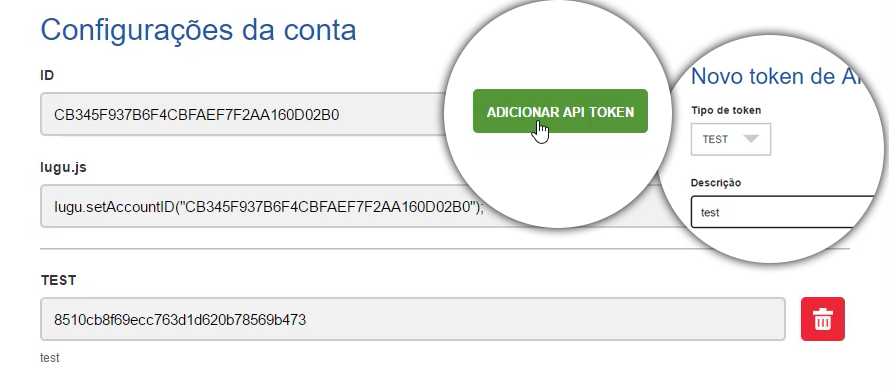 Configurações da conta
ID
CB345F937B6F4CBFAEF7F2AA160D02B0
Iugu.js
Iugu.setAccountID("CB345F937B6F4CBFAEF7F2AA160D02B0");
ADICIONAR API TOKEN
Novo token de
Tipo de token
TEST
Descrição
test
TEST
8510cb8f69ecc763d1d620b78569b473
test